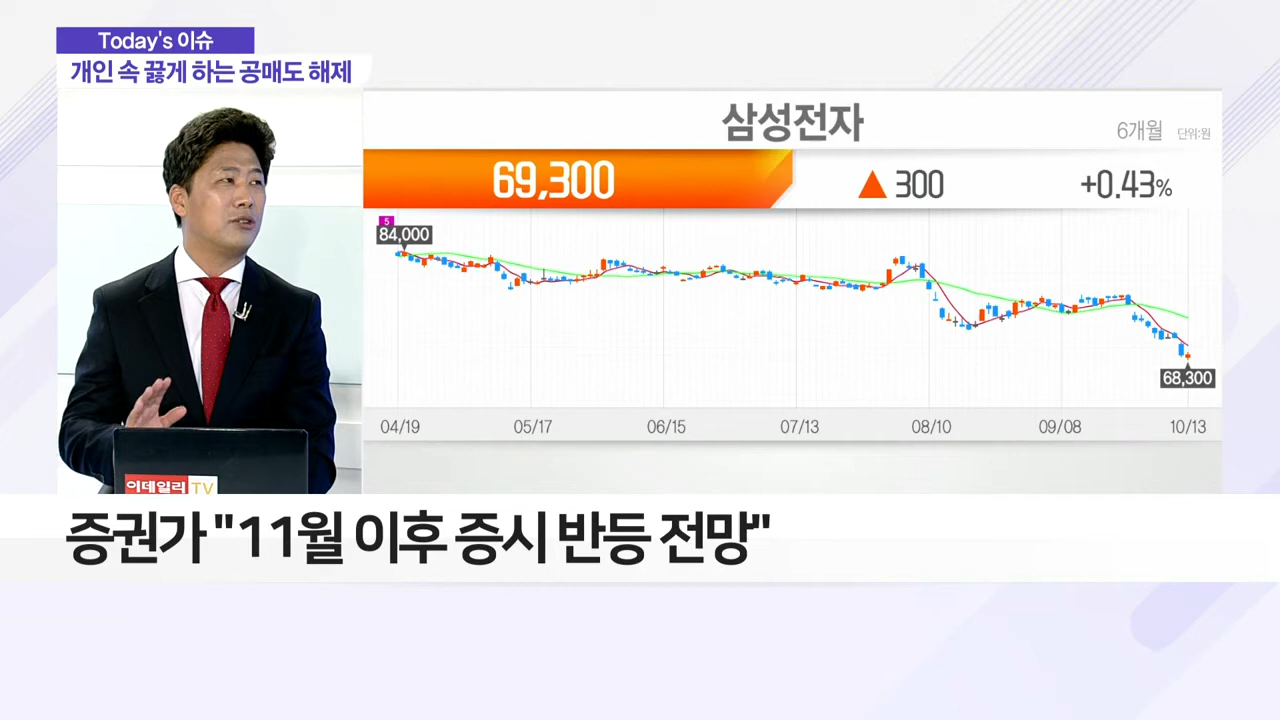 Today's 이슈
개인 속 끓게 하는 공매도 해제
삼성전자
6개월 단위:원
69,300 ▲ 300 +0.43%
5
84,000
68,300
04/19 05/17 06/15 07/13 08/10 09/08 10/13
이데일리 TV
증권가 "11월 이후 증시 반등 전망"